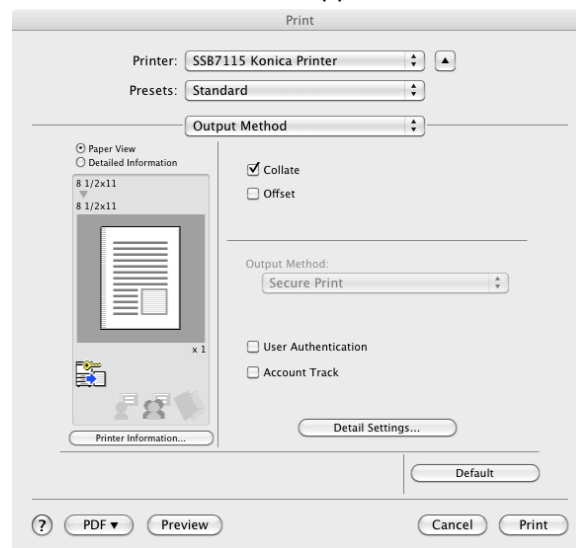 Print
Printer: SSB7115 Konica Printer
Presets: Standard
Output Method
Paper View
Detailed Information
8 1/2x11
8 1/2x11
x 1
Printer Information...
Collate
Offset
Output Method:
Secure Print
User Authentication
Account Track
Detail Settings...
Default
? PDF▼ Preview Cancel Print